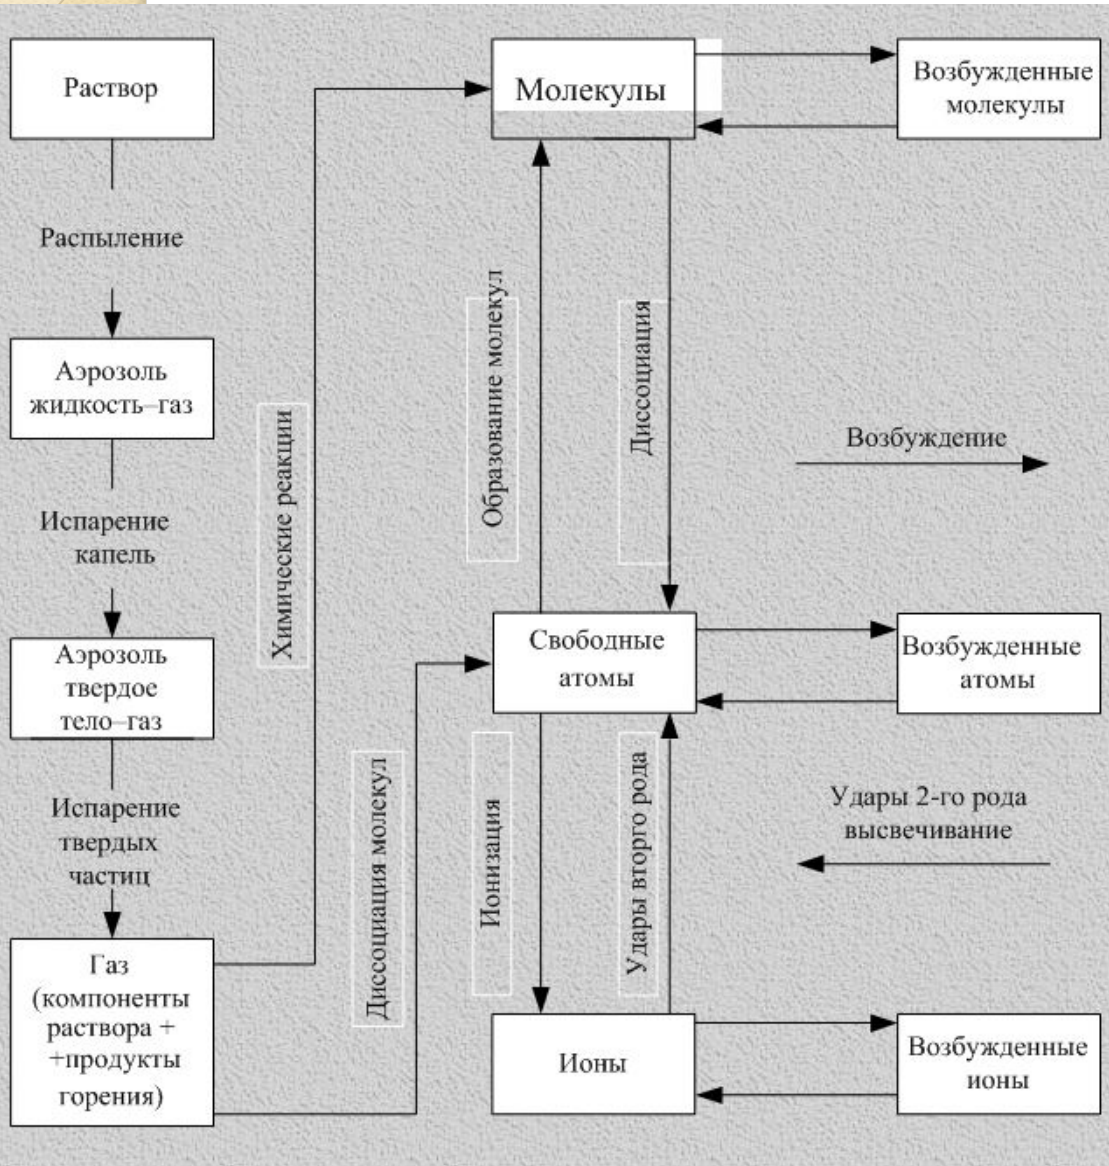 Раствор
Распыление
Аэрозоль
жидкость–газ
Испарение
капель
Аэрозоль
твердое
тело–газ
Испарение
твердых
частиц
Газ
(компоненты
раствора +
+продукты
горения)
Химические реакции
Диссоциация молекул
Молекулы
Образование молекул
Диссоциация
Свободные
атомы
Ионизация
Удары вторго рода
Ионы
Возбужденные
молекулы
Возбуждение
Возбужденные
атомы
Удары 2-го рода
высвечивание
Возбужденные
ионы